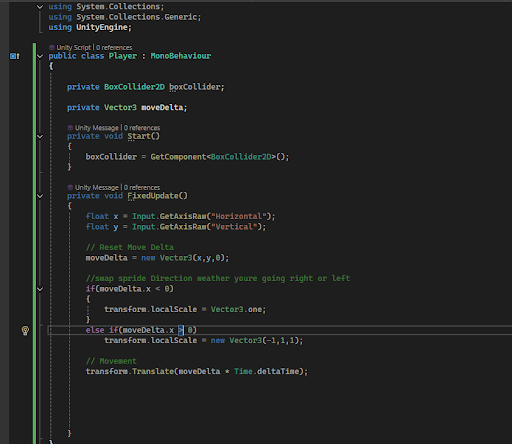 using System.Collections;
using System.Collections.Generic;
using UnityEngine;
Unity Script | 0 references
public class Player : MonoBehaviour
{
private BoxCollider2D boxCollider;
private Vector3 moveDelta;
Unity Message | 0 references
private void Start()
{
boxCollider = GetComponent<BoxCollider2D>();
}
Unity Message | 0 references
private void FixedUpdate()
{
float x = Input.GetAxisRaw("Horizontal");
float y = Input.GetAxisRaw("Vertical");
// Reset Move Delta
moveDelta = new Vector3(x,y,0);
//swap spride Direction weather youre going right or left
if(moveDelta.x < 0)
{
transform.localScale = Vector3.one;
}
else if(moveDelta.x > 0)
transform.localScale = new Vector3(-1,1,1);
// Movement
transform.Translate(moveDelta * Time.deltaTime);
}
}